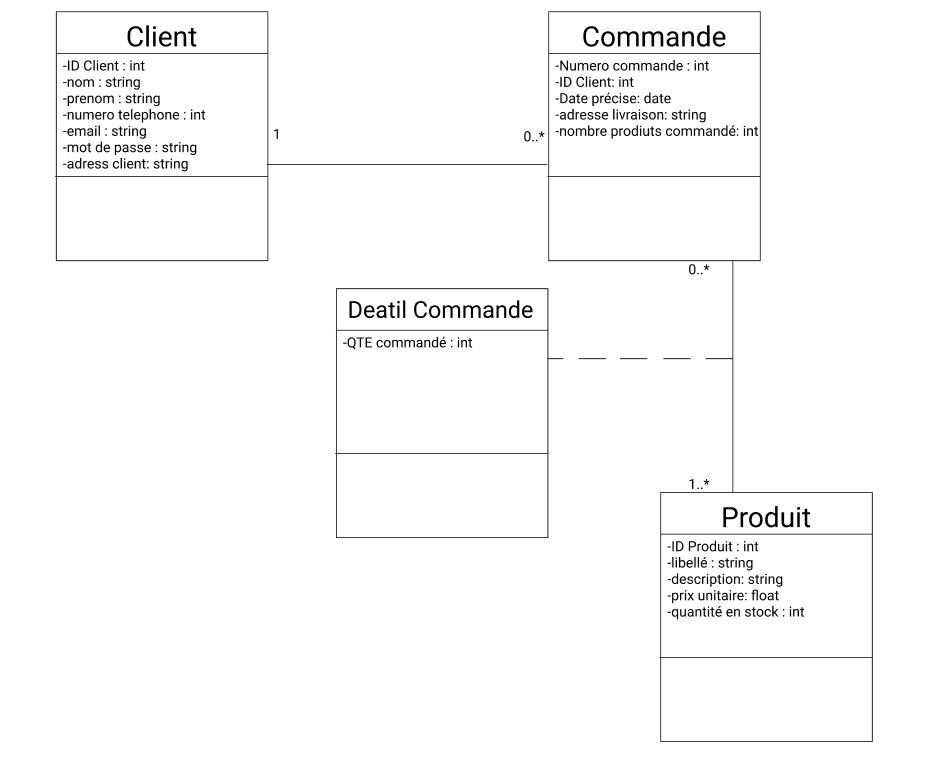 Client
-ID Client : int
-nom : string
-prenom : string
-numero telephone : int
-email : string
-mot de passe : string
-adress client: string
1
0..*
Commande
-Numero commande : int
-ID Client: int
-Date précise: date
-adresse livraison: string
-nombre prodiuts commandé: int
0..*
Deatil Commande
-QTE commandé : int
1..*
Produit
-ID Produit : int
-libellé : string
-description: string
-prix unitaire: float
-quantité en stock : int